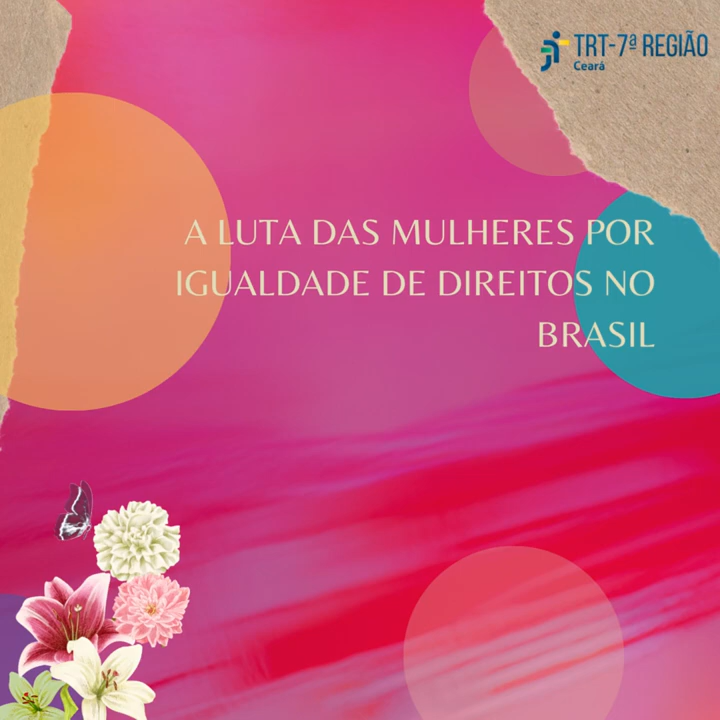 TRT-7ª REGIÃO
Ceará
A LUTA DAS MULHERES POR
IGUALDADE DE DIREITOS NO
BRASIL